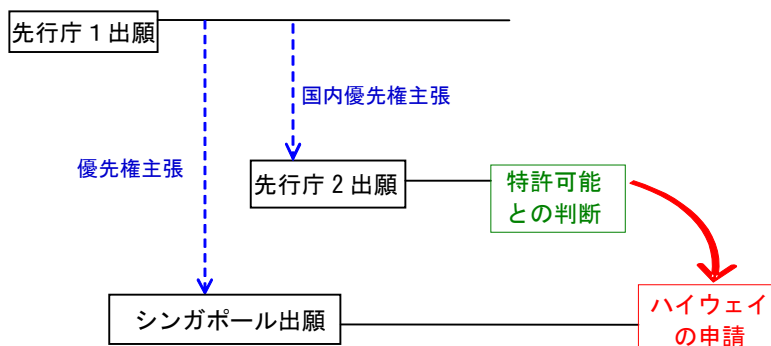 先行庁１出願
国内優先権主張
優先権主張
先行庁２出願
特許可能
との判断
シンガポール出願
ハイウェイ
の申請